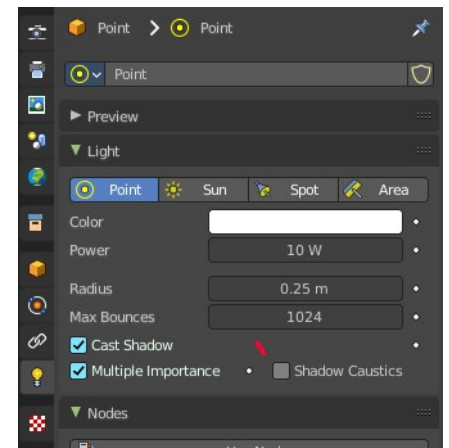 Point Point
Point
Preview
Light
Point Sun Spot Area
Color
Power 10 W
Radius 0.25 m
Max Bounces 1024
Cast Shadow
Multiple Importance Shadow Caustics
Nodes